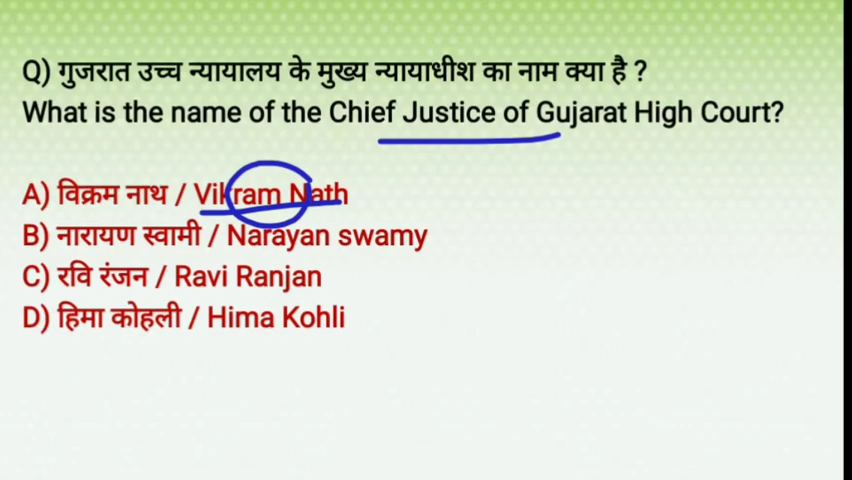 Q) गुजरात उच्च न्यायालय के मुख्य न्यायाधीश का नाम क्या है ?
What is the name of the Chief Justice of Gujarat High Court?
A) विक्रम नाथ / Vikram Nath
B) नारायण स्वामी / Narayan swamy
C) रवि रंजन / Ravi Ranjan
D) हिमा कोहली / Hima Kohli